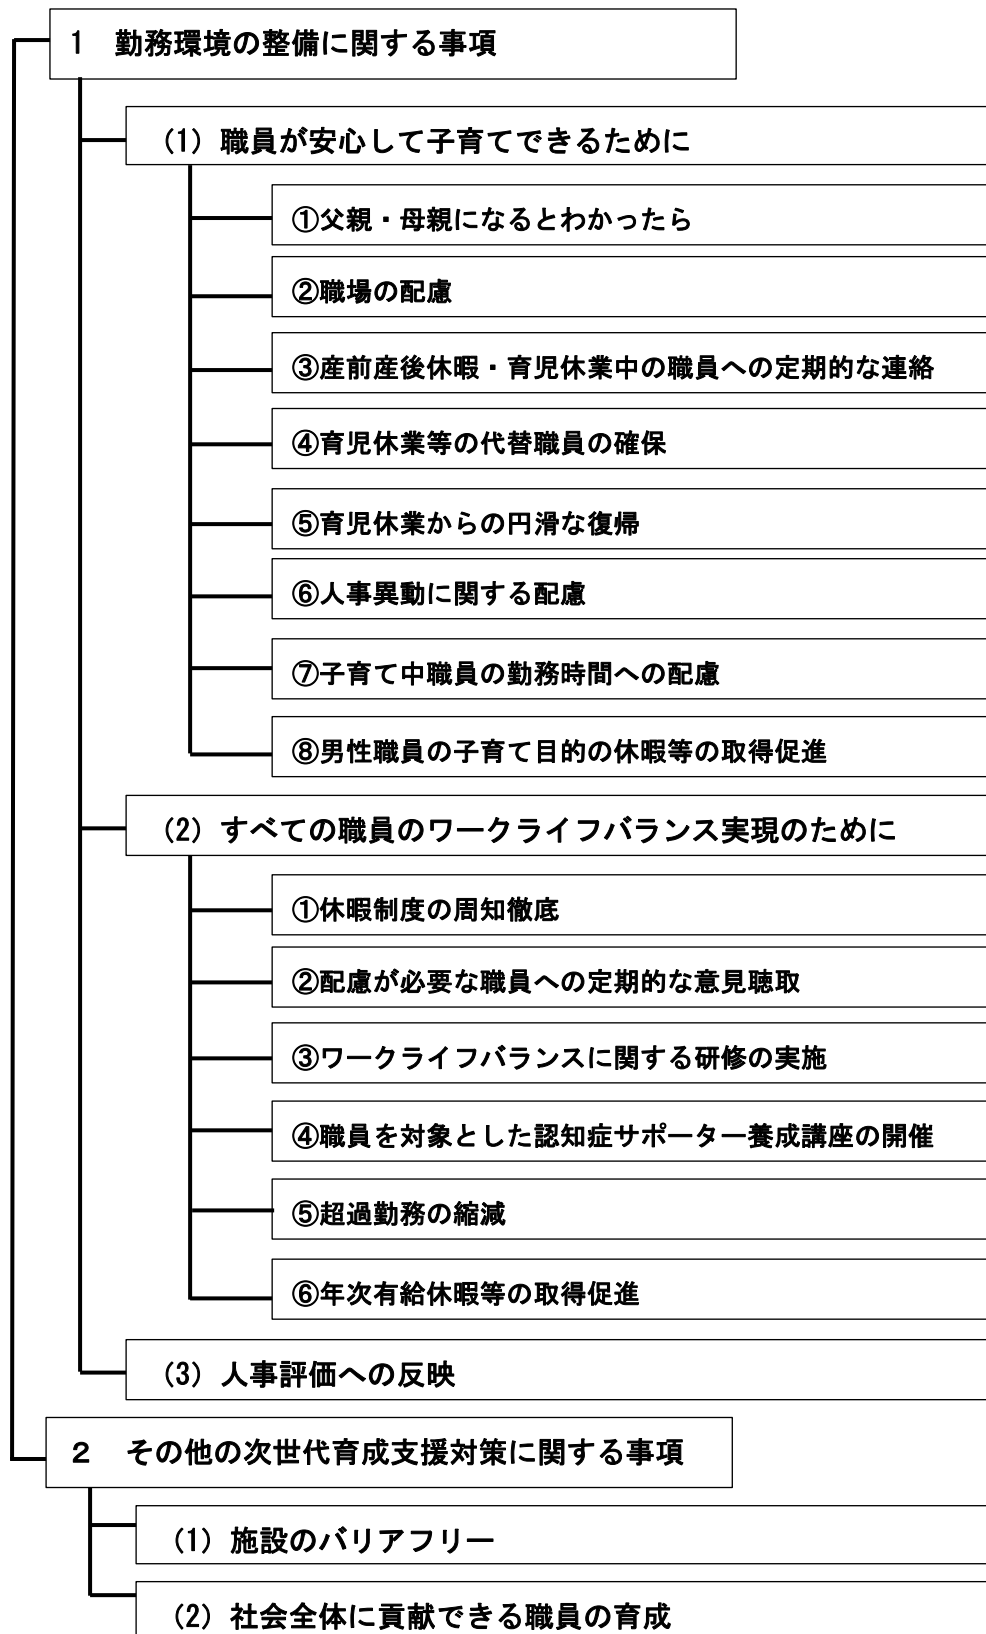 1 勤務環境の整備に関する事項
(1) 職員が安心して子育てできるために
①父親・母親になるとわかったら
②職場の配慮
③産前産後休暇・育児休業中の職員への定期的な連絡
④育児休業等の代替職員の確保
⑤育児休業からの円滑な復帰
⑥人事異動に関する配慮
⑦子育て中職員の勤務時間への配慮
⑧男性職員の子育て目的の休暇等の取得促進
(2) すべての職員のワークライフバランス実現のために
①休暇制度の周知徹底
②配慮が必要な職員への定期的な意見聴取
③ワークライフバランスに関する研修の実施
④職員を対象とした認知症サポーター養成講座の開催
⑤超過勤務の縮減
⑥年次有給休暇等の取得促進
(3) 人事評価への反映
2 その他の次世代育成支援対策に関する事項
(1) 施設のバリアフリー
(2) 社会全体に貢献できる職員の育成